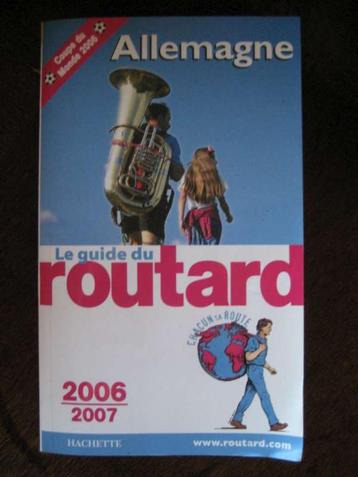 Coupe du
Monde 2006
Allemagne
Le guide du
routard
CHACUN SA ROUTE
2006
2007
HACHETTE
www.routard.com